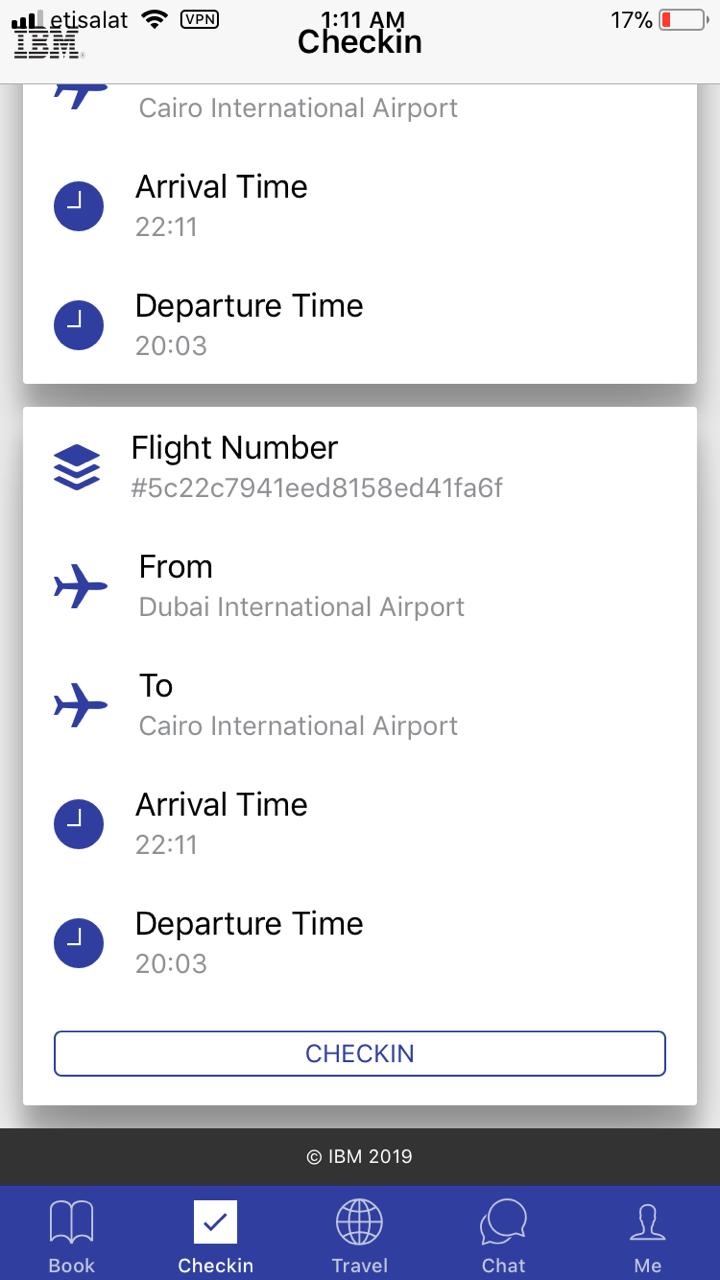 etisalat VPN 1:11 AM 17%
IBM Checkin
Cairo International Airport
Arrival Time
22:11
Departure Time
20:03
Flight Number
#5c22c7941eed8158ed41fa6f
From
Dubai International Airport
To
Cairo International Airport
Arrival Time
22:11
Departure Time
20:03
CHECKIN
© IBM 2019
Book Checkin Travel Chat Me